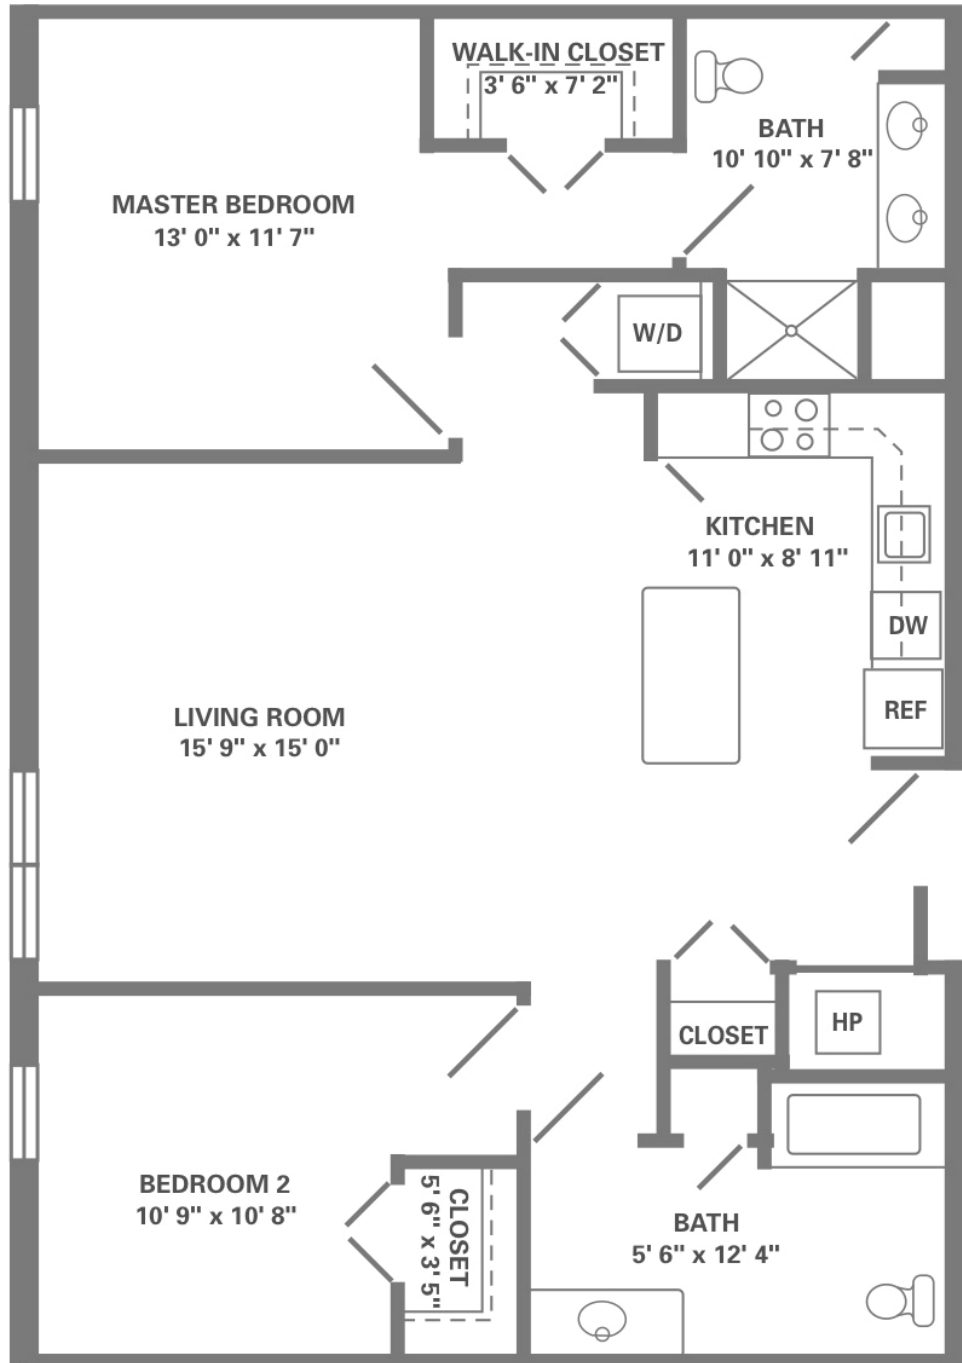 WALK-IN CLOSET
3' 6" x 7' 2"
BATH
10' 10" x 7' 8"
MASTER BEDROOM
13' 0" x 11' 7"
W/D
KITCHEN
11' 0" x 8' 11"
DW
REF
LIVING ROOM
15' 9" x 15' 0"
HP
CLOSET
BEDROOM 2
10' 9" x 10' 8"
CLOSET
5' 6" x 3' 5"
BATH
5' 6" x 12' 4"